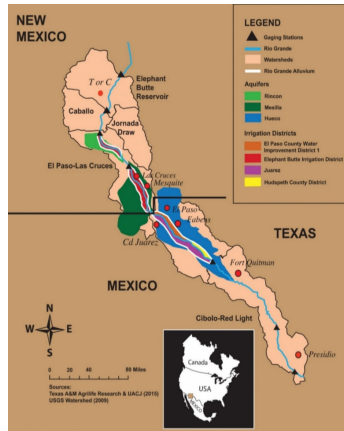 NEW
MEXICO
LEGEND
Gaging Stations
Rio Grande
Watersheds
Rio Grande Alluvium
Aquifers
Rincon
Mesilla
Hueco
Irrigation Districts
El Paso County Water
Improvement District 1
Elephant Butte Irrigation District
Juarez
Hudspeth County District
T or C
Elephant
Butte
Reservoir
Caballo
Jornada
Draw
El Paso-Las Cruces
Las Cruces
Mesquite
El Paso
Fabens
TEXAS
Cd Juárez
Fort Quitman
MEXICO
Cibolo-Red Light
Presidio
N
W
E
S
0
20
40
80 Miles
Canada
USA
MEXICO
Sources:
Texas A&M Agrilife Research & UACJ (2015)
USGS Watershed (2009)